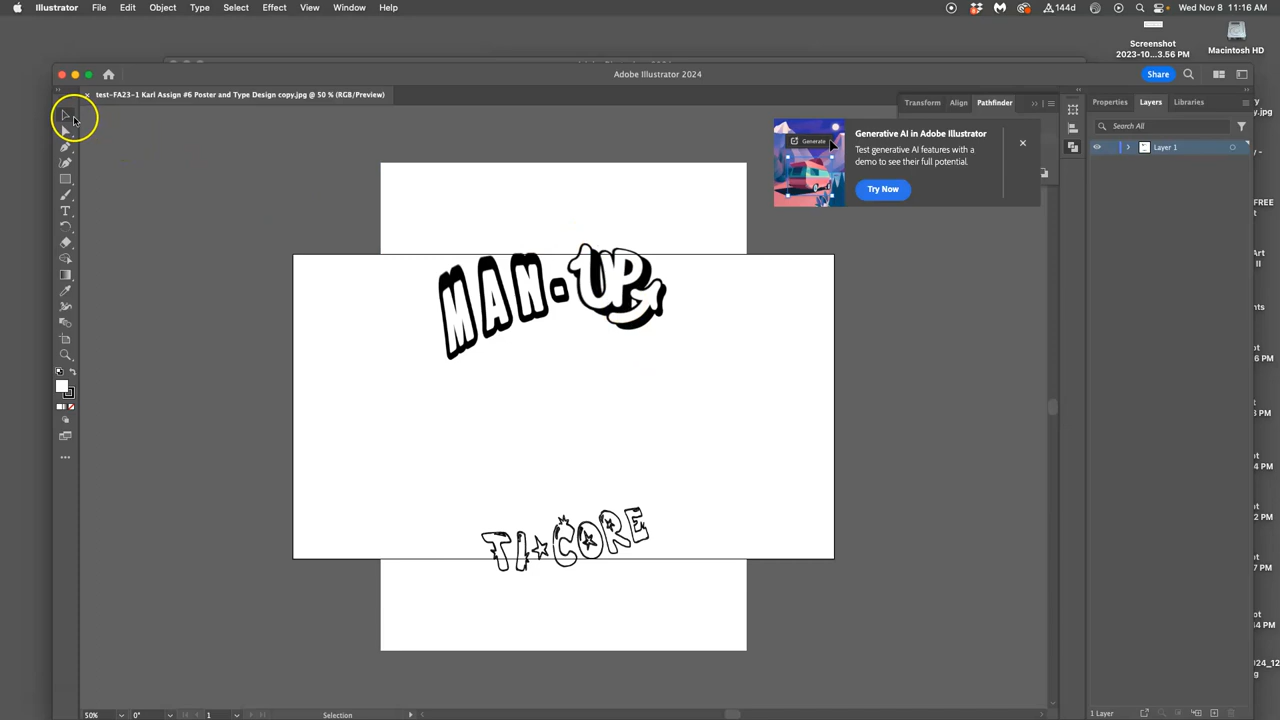 Illustrator File Edit Object Type Select Effect View Window Help 144d Wed Nov 8 11:16 AM
Screenshot
2023-10...3.56 PM
Macintosh HD
Adobe Illustrator 2024
Share
× test-FA23-1 Karl Assign #6 Poster and Type Design copy.jpg @ 50 % (RGB/Preview)
Transform Align Pathfinder
Properties Layers Libraries
Search All
Layer 1
Generate
Generative AI in Adobe Illustrator
Test generative AI features with a
demo to see their full potential.
Try Now
MAN-UP
TI★CORE
50% 0° 1 Selection
1 Layer